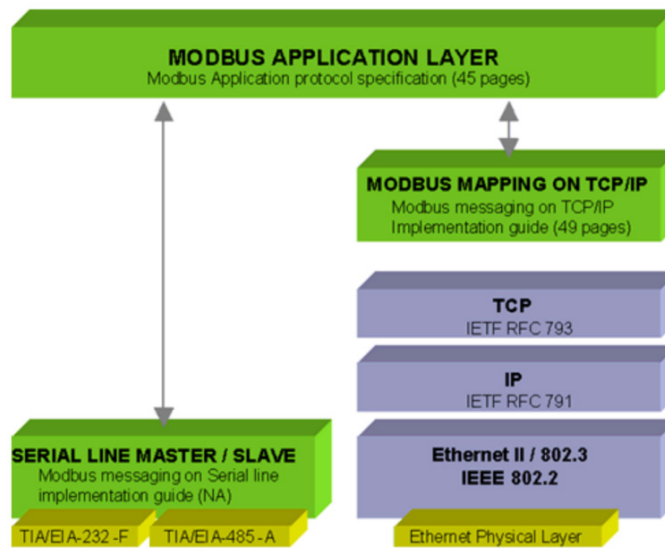 MODBUS APPLICATION LAYER
Modbus Application protocol specification (45 pages)
MODBUS MAPPING ON TCP/IP
Modbus messaging on TCP/IP
Implementation guide (49 pages)
TCP
IETF RFC 793
IP
IETF RFC 791
SERIAL LINE MASTER / SLAVE
Modbus messaging on Serial line
implementation guide (NA)
Ethernet II / 802.3
IEEE 802.2
TIA/EIA-232-F
TIA/EIA-485-A
Ethernet Physical Layer